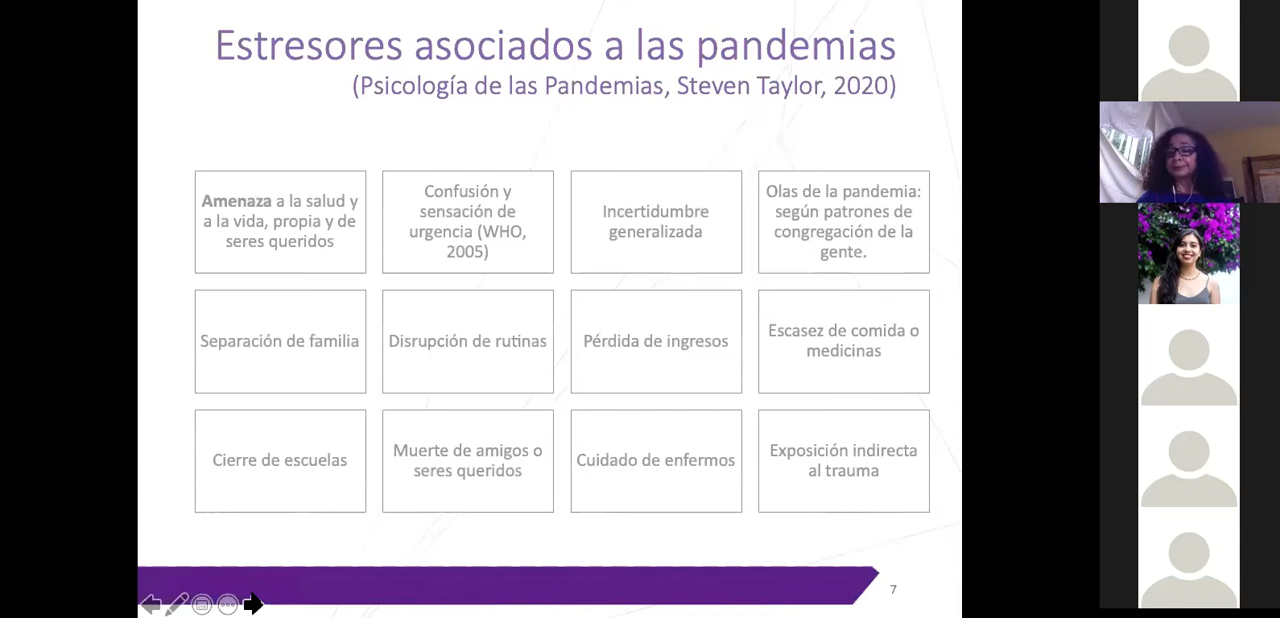 Estresores asociados a las pandemias
(Psicología de las Pandemias, Steven Taylor, 2020)
Amenaza a la salud y
a la vida, propia y de
seres queridos
Confusión y
sensación de
urgencia (WHO,
2005)
Incertidumbre
generalizada
Olas de la pandemia:
según patrones de
congregación de la
gente.
Separación de familia
Disrupción de rutinas
Pérdida de ingresos
Escasez de comida o
medicinas
Cierre de escuelas
Muerte de amigos o
seres queridos
Cuidado de enfermos
Exposición indirecta
al trauma
7